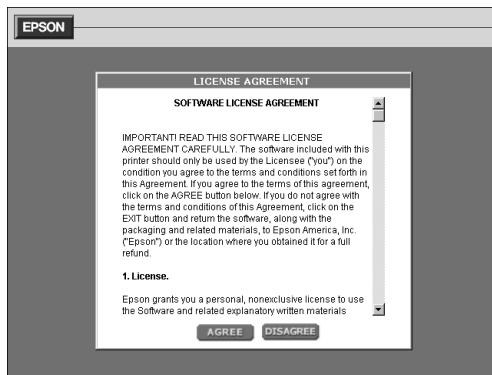 EPSON
LICENSE AGREEMENT
SOFTWARE LICENSE AGREEMENT
IMPORTANT! READ THIS SOFTWARE LICENSE
AGREEMENT CAREFULLY. The software included with this
printer should only be used by the Licensee ("you") on the
condition you agree to the terms and conditions set forth in
this Agreement. If you agree to the terms of this agreement,
click on the AGREE button below. If you do not agree with
the terms and conditions of this Agreement, click on the
EXIT button and return the software, along with the
packaging and related materials, to Epson America, Inc.
("Epson") or the location where you obtained it for a full
refund.
1. License.
Epson grants you a personal, nonexclusive license to use
the Software and related explanatory written materials
AGREE DISAGREE